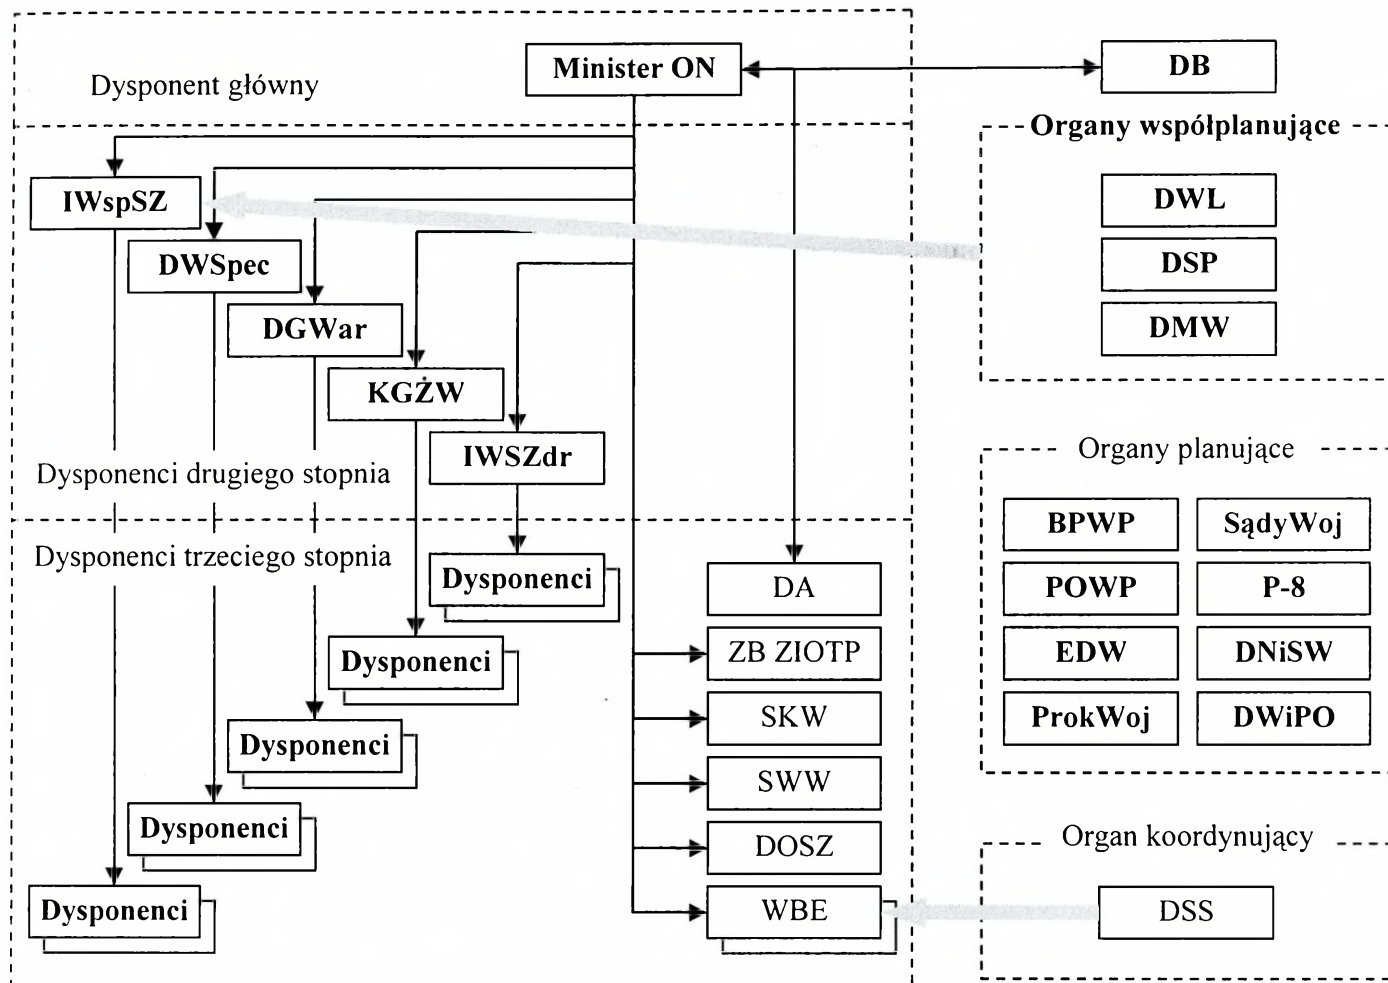 Minister ON
DB
Dysponent główny
Organy współplanujące
IWspSZ
DWL
DWSpec
DSP
DGWar
DMW
KGŻW
IWSZdr
Organy planujące
Dysponenci drugiego stopnia
BPWP
SądyWoj
Dysponenci trzeciego stopnia
Dysponenci
DA
POWP
P-8
Dysponenci
ZB ZIOTP
EDW
DNiSW
SKW
ProkWoj
DWiPO
Dysponenci
SWW
Dysponenci
DOSZ
Organ koordynujący
Dysponenci
WBE
DSS